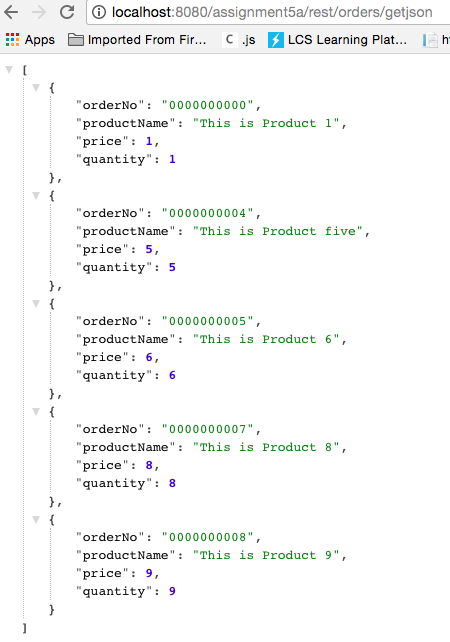 localhost:8080/assignment5a/rest/orders/getjson
Apps Imported From Fir... C .js LCS Learning Plat...
[
{
"orderNo": "0000000000",
"productName": "This is Product 1",
"price": 1,
"quantity": 1
},
{
"orderNo": "0000000004",
"productName": "This is Product five",
"price": 5,
"quantity": 5
},
{
"orderNo": "0000000005",
"productName": "This is Product 6",
"price": 6,
"quantity": 6
},
{
"orderNo": "0000000007",
"productName": "This is Product 8",
"price": 8,
"quantity": 8
},
{
"orderNo": "0000000008",
"productName": "This is Product 9",
"price": 9,
"quantity": 9
}
]